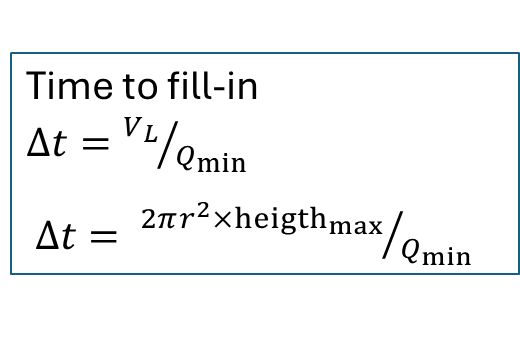 Time to fill-in
Δt = V_L/Q_min
Δt = 2πr²×heigth_max/Q_min